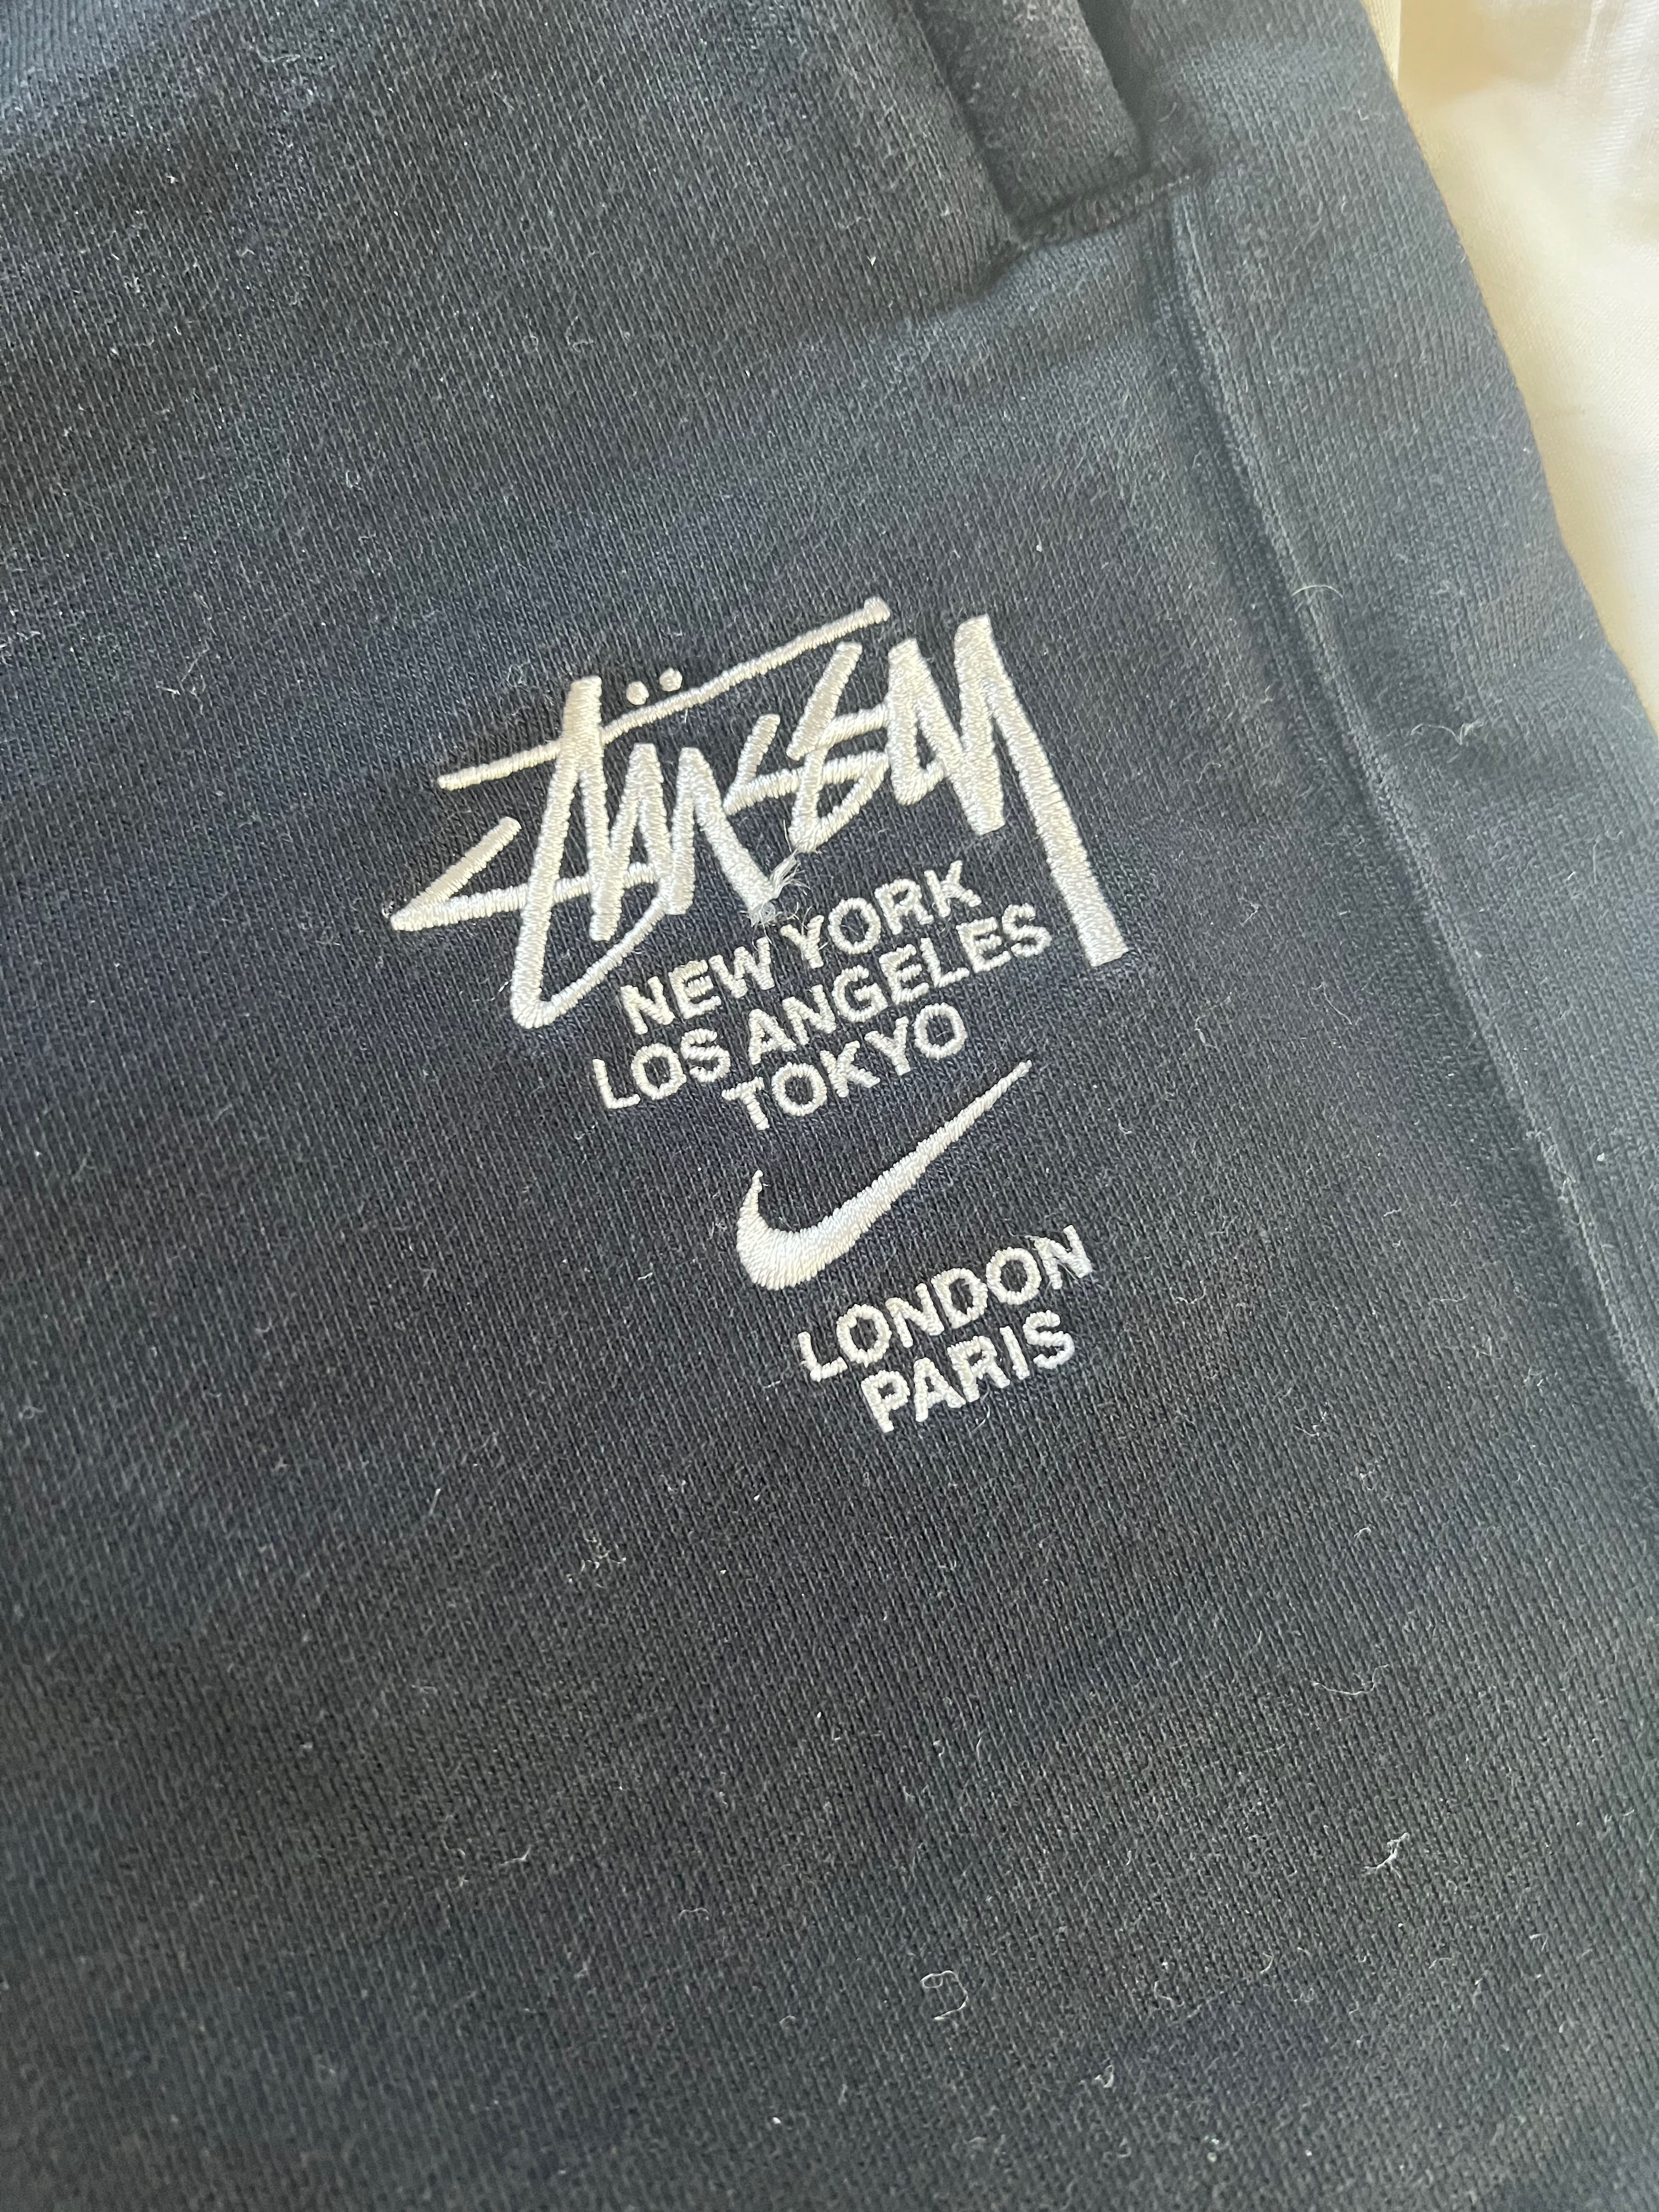 Stüssy
NEW YORK
LOS ANGELES
TOKYO
LONDON
PARIS